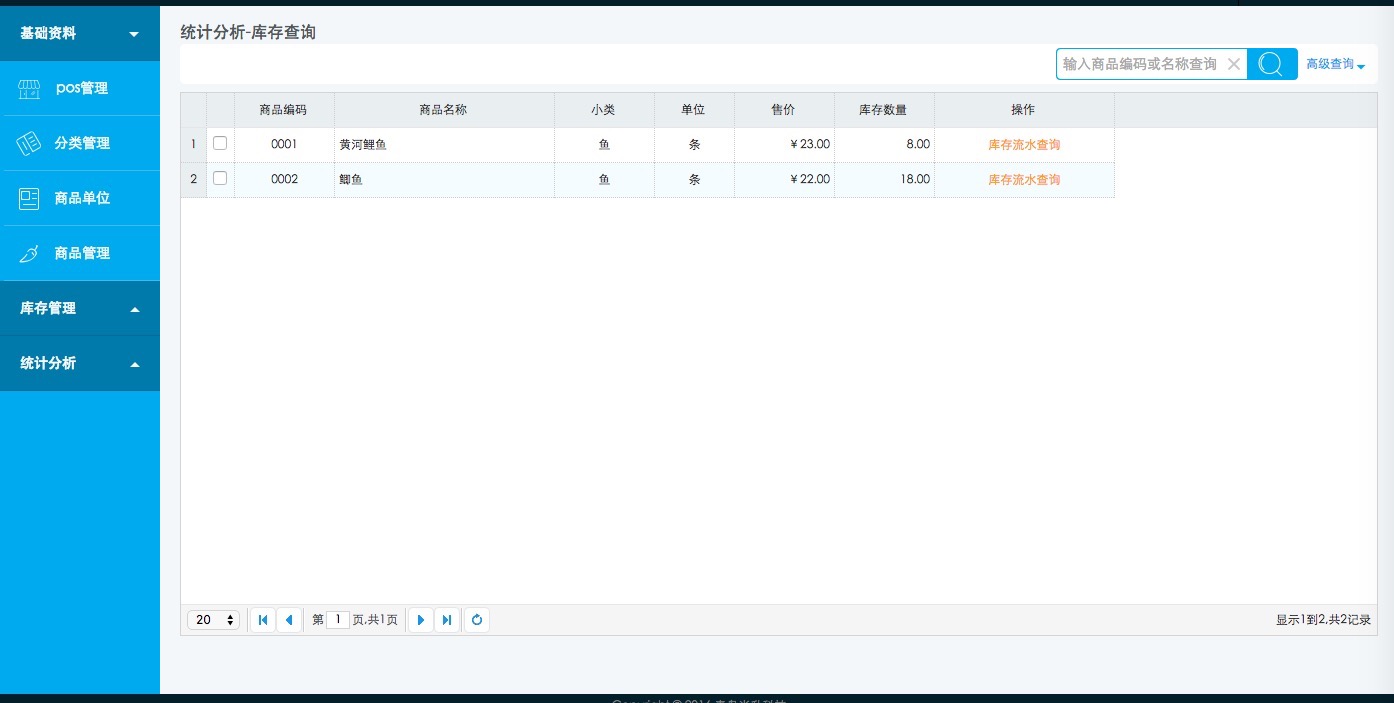 基础资料
pos管理
分类管理
商品单位
商品管理
库存管理
统计分析
统计分析-库存查询
输入商品编码或名称查询
高级查询
商品编码 商品名称 小类 单位 售价 库存数量 操作
1 0001 黄河鲤鱼 鱼 条 ¥23.00 8.00 库存流水查询
2 0002 鲫鱼 鱼 条 ¥22.00 18.00 库存流水查询
20 第 1 页,共1页 显示1到2,共2记录
Copyright © 2016